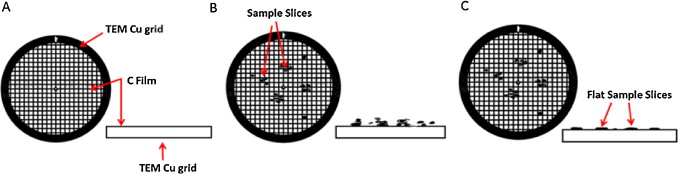 A
TEM Cu grid
C Film
TEM Cu grid
B
Sample Slices
C
Flat Sample Slices